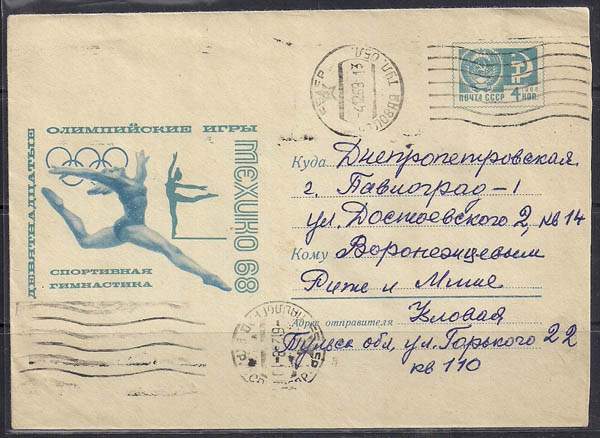 ДЕВЯТНАДЦАТЫЕ
ОЛИМПИЙСКИЕ ИГРЫ
МЕХИКО 68
СПОРТИВНАЯ
ГИМНАСТИКА
ПОЧТА СССР 4 КОП
Куда Днепропетровская
г. Павлоград-1
ул. Достоевского 2, кв 14
Кому Воронежцевым
Рите и Мише
Узловая
Адрес отправителя
Тульск обл ул. Горького 22
кв 110